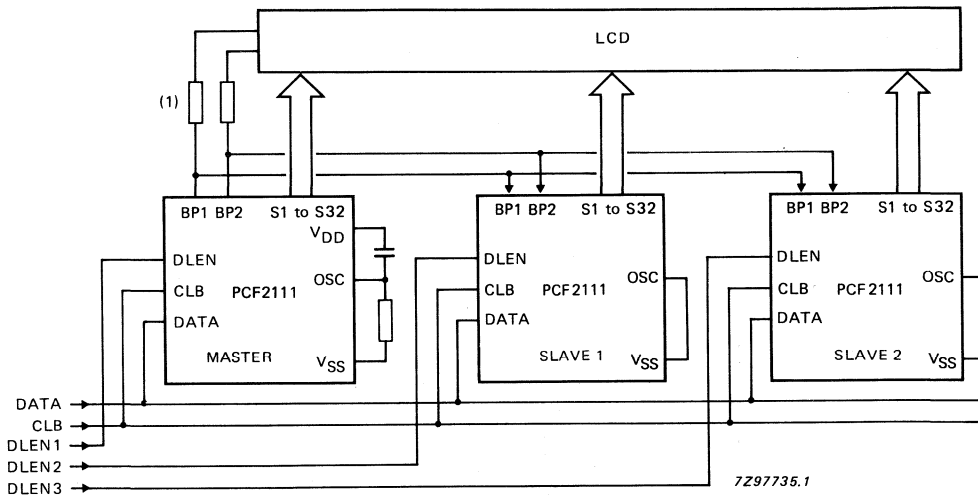 LCD
(1)
BP1 BP2 S1 to S32
V_DD
DLEN
OSC
CLB
PCF2111
DATA
MASTER
V_SS
BP1 BP2 S1 to S32
DLEN
OSC
CLB
PCF2111
DATA
SLAVE 1
V_SS
BP1 BP2 S1 to S32
DLEN
OSC
CLB
PCF2111
DATA
SLAVE 2
V_SS
DATA
CLB
DLEN1
DLEN2
DLEN3
7Z97735.1